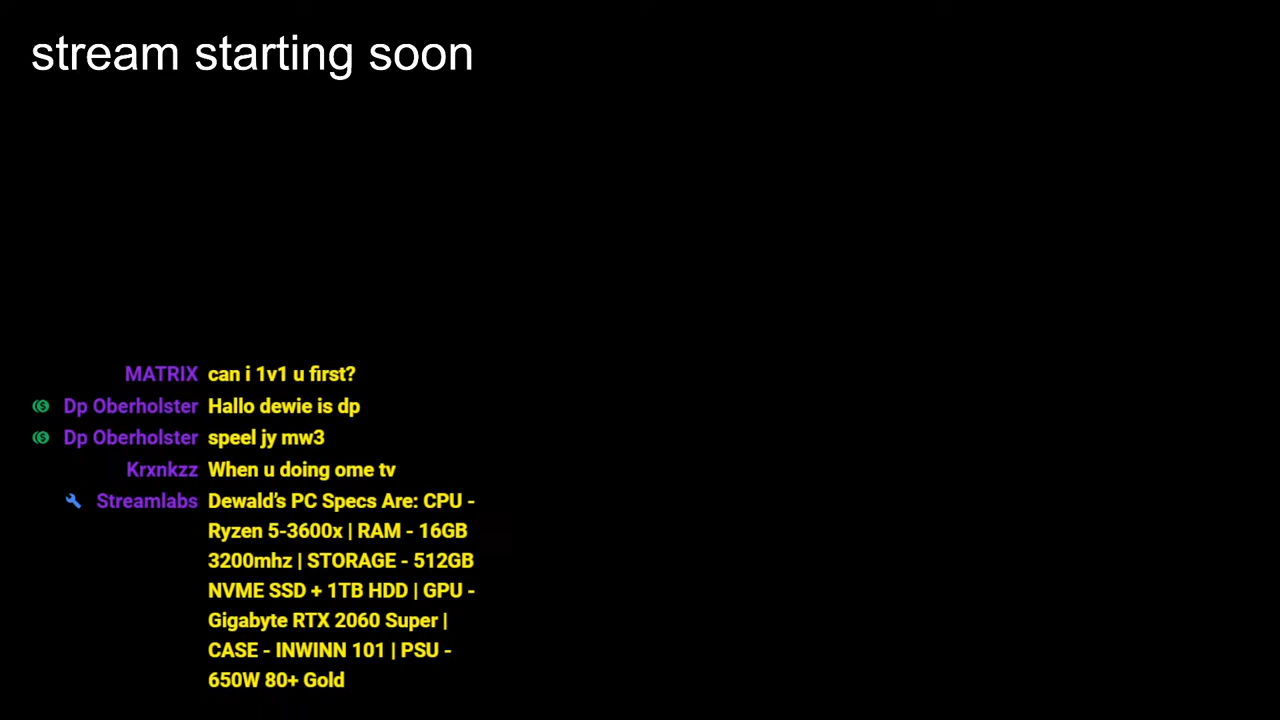 stream starting soon
MATRIX can i 1v1 u first?
Dp Oberholster Hallo dewie is dp
Dp Oberholster speel jy mw3
Krxnkzz When u doing ome tv
Streamlabs Dewald's PC Specs Are: CPU -
Ryzen 5-3600x | RAM - 16GB
3200mhz | STORAGE - 512GB
NVME SSD + 1TB HDD | GPU -
Gigabyte RTX 2060 Super |
CASE - INWINN 101 | PSU -
650W 80+ Gold